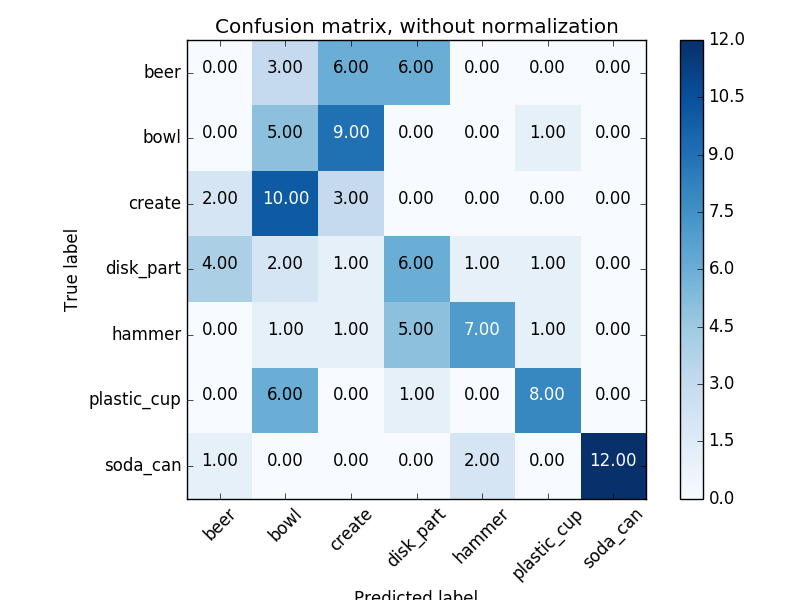 Confusion matrix, without normalization
True label
beer 0.00 3.00 6.00 6.00 0.00 0.00 0.00
bowl 0.00 5.00 9.00 0.00 0.00 1.00 0.00
create 2.00 10.00 3.00 0.00 0.00 0.00 0.00
disk_part 4.00 2.00 1.00 6.00 1.00 1.00 0.00
hammer 0.00 1.00 1.00 5.00 7.00 1.00 0.00
plastic_cup 0.00 6.00 0.00 1.00 0.00 8.00 0.00
soda_can 1.00 0.00 0.00 0.00 2.00 0.00 12.00
beer bowl create disk_part hammer plastic_cup soda_can
Predicted label
12.0
10.5
9.0
7.5
6.0
4.5
3.0
1.5
0.0